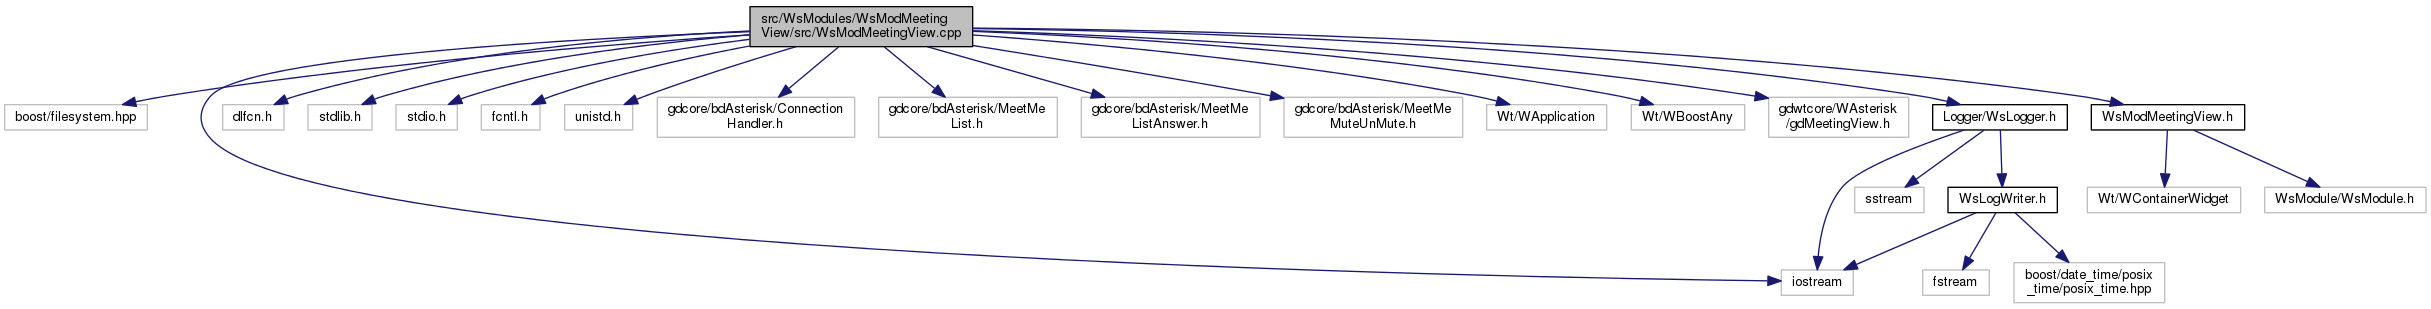 src/WsModules/WsModMeeting
View/src/WsModMeetingView.cpp
boost/filesystem.hpp
dlfcn.h
stdlib.h
stdio.h
fcntl.h
unistd.h
gdcore/bdAsterisk/Connection
Handler.h
gdcore/bdAsterisk/MeetMe
List.h
gdcore/bdAsterisk/MeetMe
ListAnswer.h
gdcore/bdAsterisk/MeetMe
MuteUnMute.h
Wt/WApplication
Wt/WBoostAny
gdwtcore/WAsterisk
/gdMeetingView.h
Logger/WsLogger.h
WsModMeetingView.h
sstream
WsLogWriter.h
Wt/WContainerWidget
WsModule/WsModule.h
iostream
fstream
boost/date_time/posix
_time/posix_time.hpp